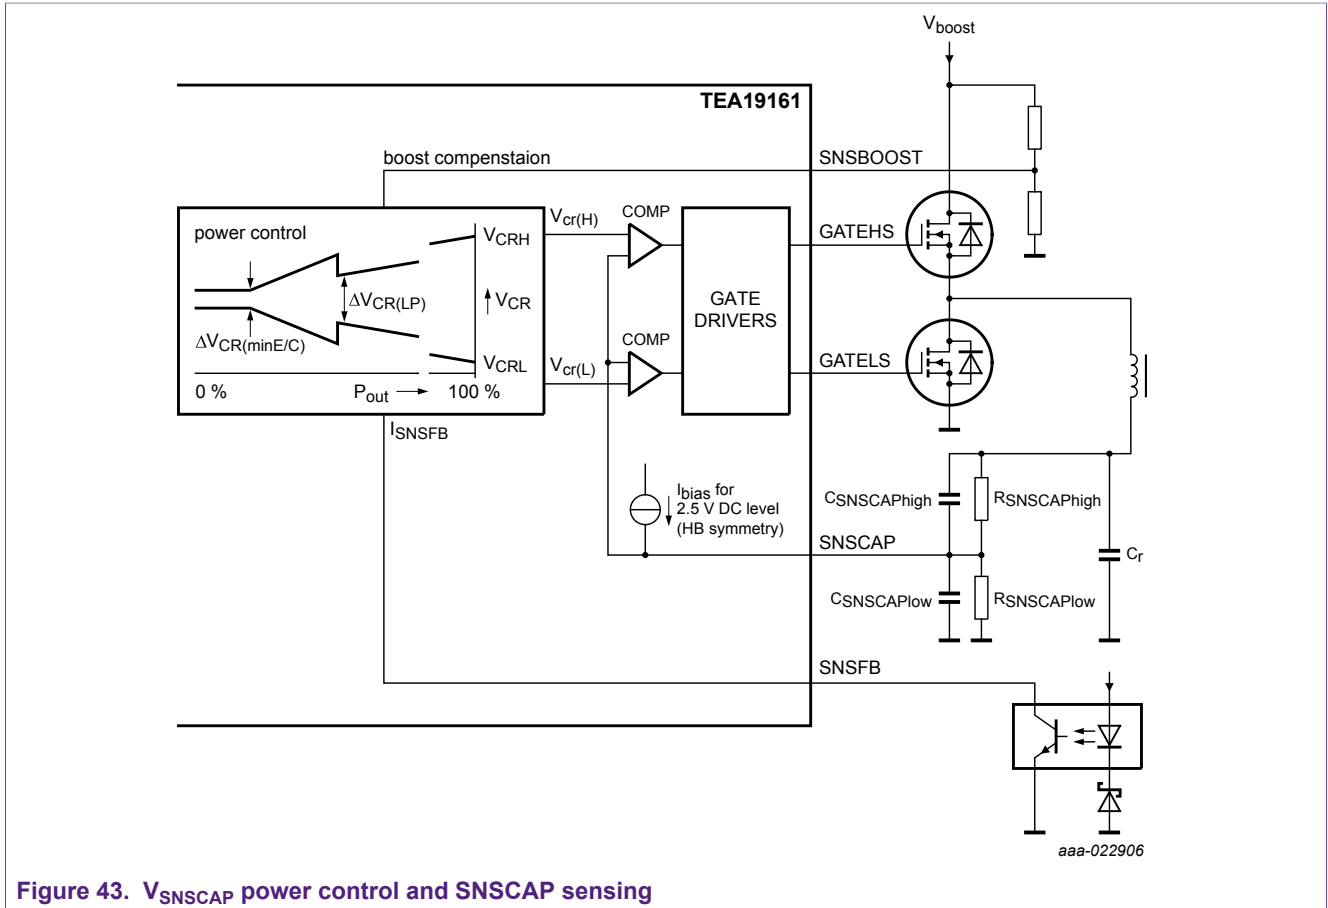 Vboost
TEA19161
boost compenstaion
SNSBOOST
power control
VCRH
VCR
ΔVCR(LP)
ΔVCR(minE/C)
VCRL
0 %
Pout
100 %
Vcr(H)
COMP
Vcr(L)
COMP
GATE
DRIVERS
GATEHS
GATELS
ISNSFB
Ibias for
2.5 V DC level
(HB symmetry)
CSNSCAPhigh
RSNSCAPhigh
SNSCAP
Cr
CSNSCAPlow
RSNSCAPlow
SNSFB
aaa-022906
Figure 43. VSNSCAP power control and SNSCAP sensing